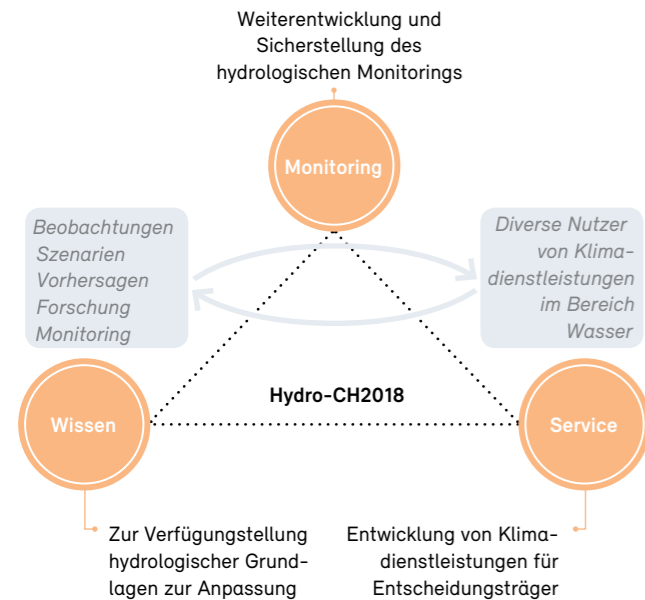 Weiterentwicklung und
Sicherstellung des
hydrologischen Monitorings
Monitoring
Beobachtungen
Szenarien
Vorhersagen
Forschung
Monitoring
Diverse Nutzer
von Klima-
dienstleistungen
im Bereich
Wasser
Hydro-CH2018
Wissen
Service
Zur Verfügungstellung
hydrologischer Grund-
lagen zur Anpassung
Entwicklung von Klima-
dienstleistungen für
Entscheidungsträger